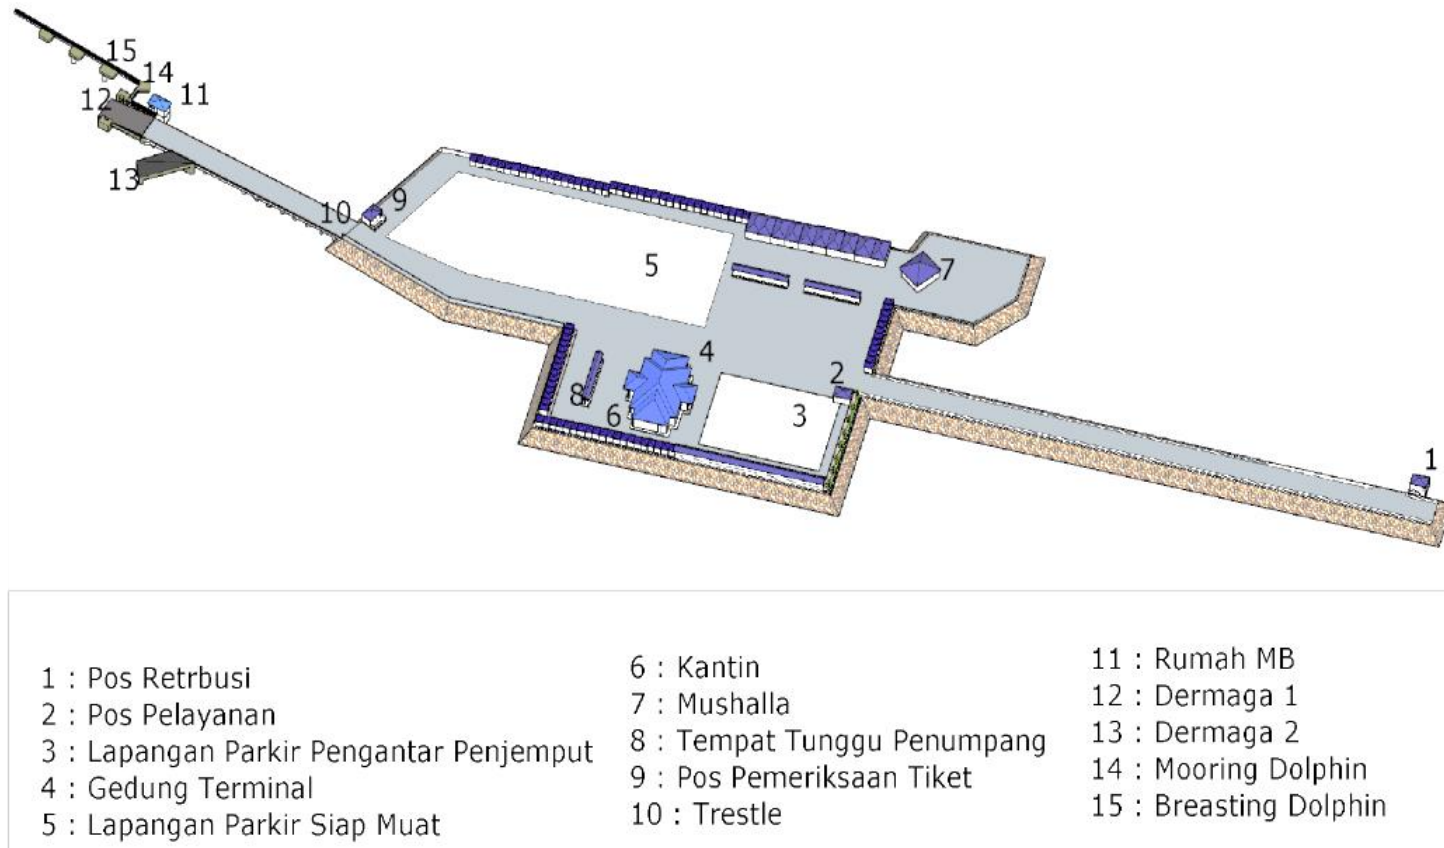 15
14
12
11
13
10
9
5
7
4
2
8
6
3
1
1 : Pos Retrbusi
2 : Pos Pelayanan
3 : Lapangan Parkir Pengantar Penjemput
4 : Gedung Terminal
5 : Lapangan Parkir Siap Muat
6 : Kantin
7 : Mushalla
8 : Tempat Tunggu Penumpang
9 : Pos Pemeriksaan Tiket
10 : Trestle
11 : Rumah MB
12 : Dermaga 1
13 : Dermaga 2
14 : Mooring Dolphin
15 : Breasting Dolphin